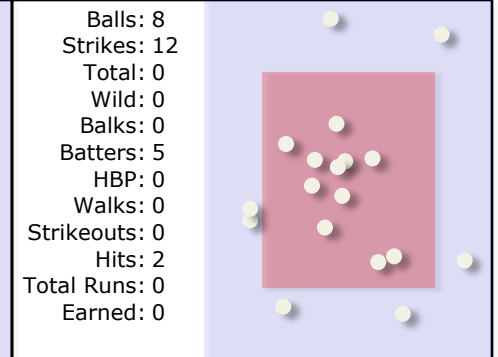 Balls: 8
Strikes: 12
Total: 0
Wild: 0
Balks: 0
Batters: 5
HBP: 0
Walks: 0
Strikeouts: 0
Hits: 2
Total Runs: 0
Earned: 0